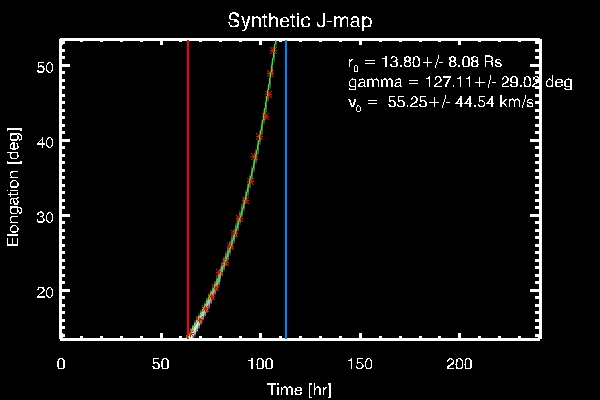 Synthetic J-map
r₀ = 13.80+/- 8.08 Rs
gamma = 127.11+/- 29.02 deg
v₀ = 55.25+/- 44.54 km/s
50
40
30
20
Elongation [deg]
0 50 100 150 200
Time [hr]